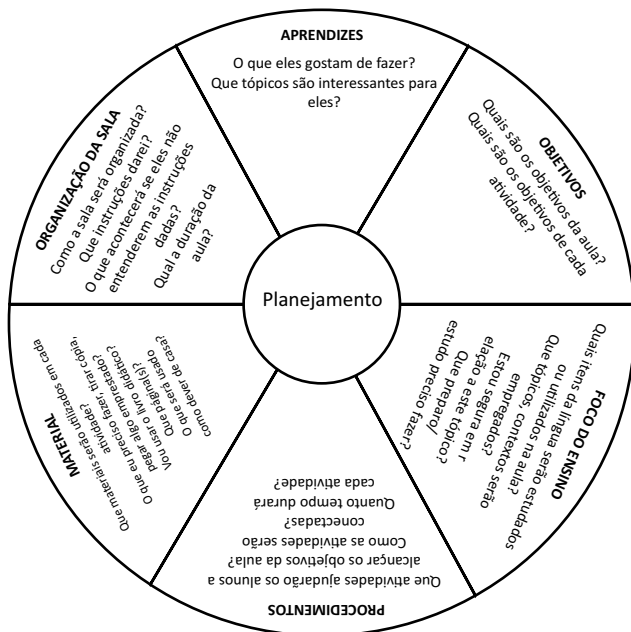 APRENDIZES
O que eles gostam de fazer?
Que tópicos são interessantes para
eles?
OBJETIVOS
Quais são os objetivos da aula?
Quais são os objetivos de cada
atividade?
FOCO DO ENSINO
Quais itens da língua serão estudados
ou utilizados na aula?
Que tópicos, contextos serão
empregados?
Estou segura em r
elação a este tópico?
Que preparo/
estudo preciso fazer?
PROCEDIMENTOS
Que atividades ajudarão os alunos a
alcançar os objetivos da aula?
Como as atividades serão
conectadas?
Quanto tempo durará
cada atividade?
MATERIAL
Que materiais serão utilizados em cada
atividade?
O que eu preciso fazer, tirar cópia,
pegar algo emprestado?
Vou usar o livro didático?
Que página(s)?
O que será usado
como dever de casa?
ORGANIZAÇÃO DA SALA
Como a sala será organizada?
Que instruções darei?
O que acontecerá se eles não
entenderem as instruções
dadas?
Qual a duração da
aula?
Planejamento